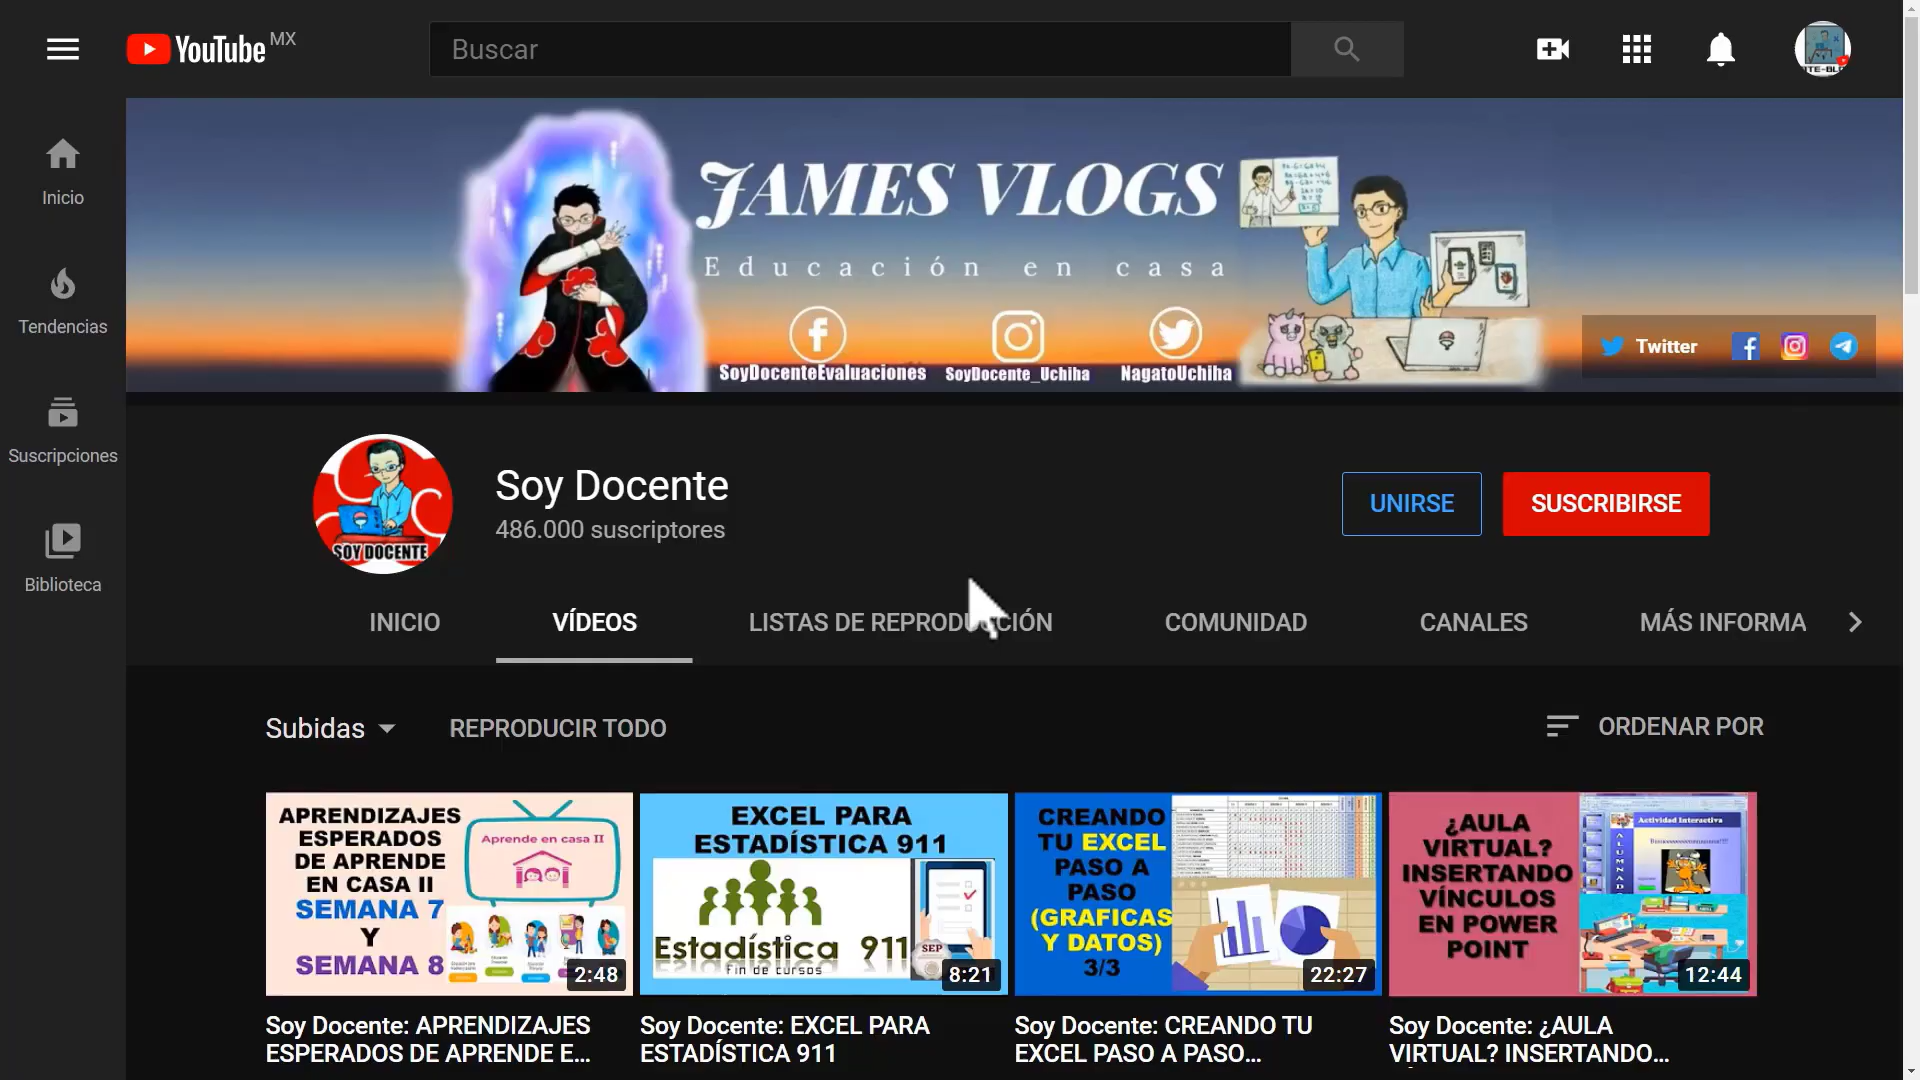 YouTube MX
Buscar
Inicio
Tendencias
Suscripciones
Biblioteca
JAMES VLOGS
Educación en casa
SoyDocenteEvaluaciones
SoyDocente_Uchiha
NagatoUchiha
Twitter
SOY DOCENTE
Soy Docente
486.000 suscriptores
UNIRSE
SUSCRIBIRSE
INICIO
VÍDEOS
LISTAS DE REPRODUCCIÓN
COMUNIDAD
CANALES
MÁS INFORMA
Subidas
REPRODUCIR TODO
ORDENAR POR
APRENDIZAJES
ESPERADOS
DE APRENDE
EN CASA II
SEMANA 7
Y
SEMANA 8
Aprende en casa II
2:48
EXCEL PARA
ESTADÍSTICA 911
Estadística 911
Fin de cursos
SEP
8:21
CREANDO
TU EXCEL
PASO A
PASO
(GRAFICAS
Y DATOS)
3/3
22:27
¿AULA
VIRTUAL?
INSERTANDO
VÍNCULOS
EN POWER
POINT
Actividad Interactiva
12:44
Soy Docente: APRENDIZAJES
ESPERADOS DE APRENDE E...
Soy Docente: EXCEL PARA
ESTADÍSTICA 911
Soy Docente: CREANDO TU
EXCEL PASO A PASO...
Soy Docente: ¿AULA
VIRTUAL? INSERTANDO...